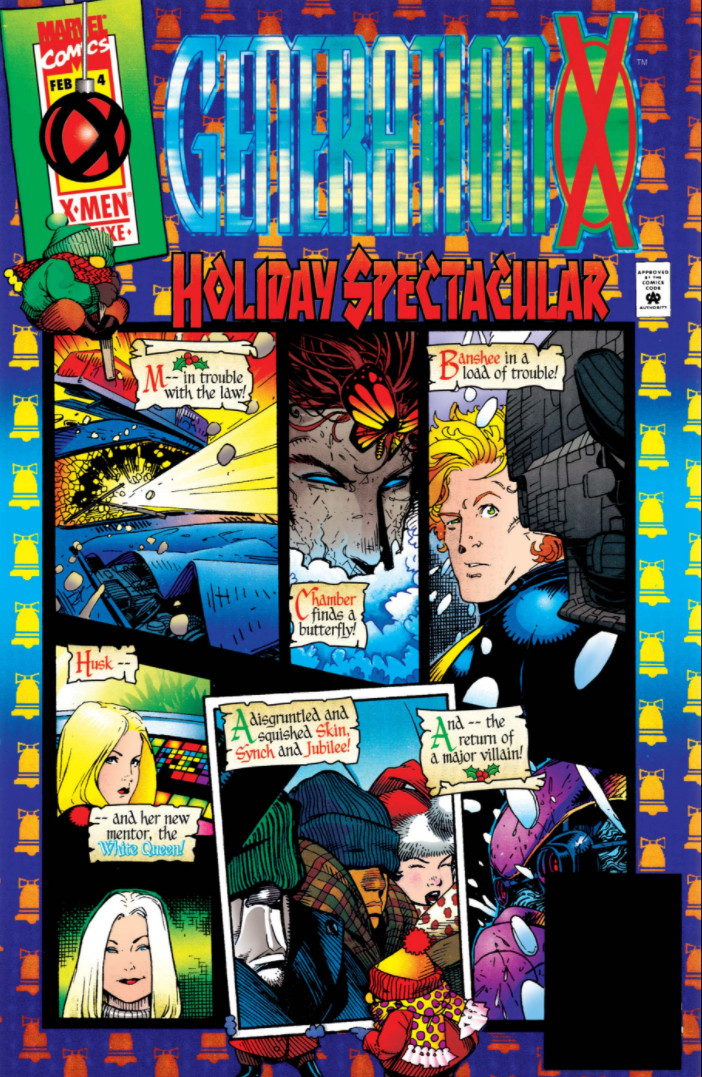 MARVEL
COMICS
FEB 4
X•MEN
GENERATION X
TM
HOLIDAY SPECTACULAR
APPROVED
BY THE
COMICS
CODE
AUTHORITY
M-- in trouble
with the law!
Banshee in a
load of trouble!
Chamber
finds a
butterfly!
Husk --
-- and her new
mentor, the
White Queen!
A disgruntled and
squished Skin,
Synch and Jubilee!
And -- the
return of
a major villain!